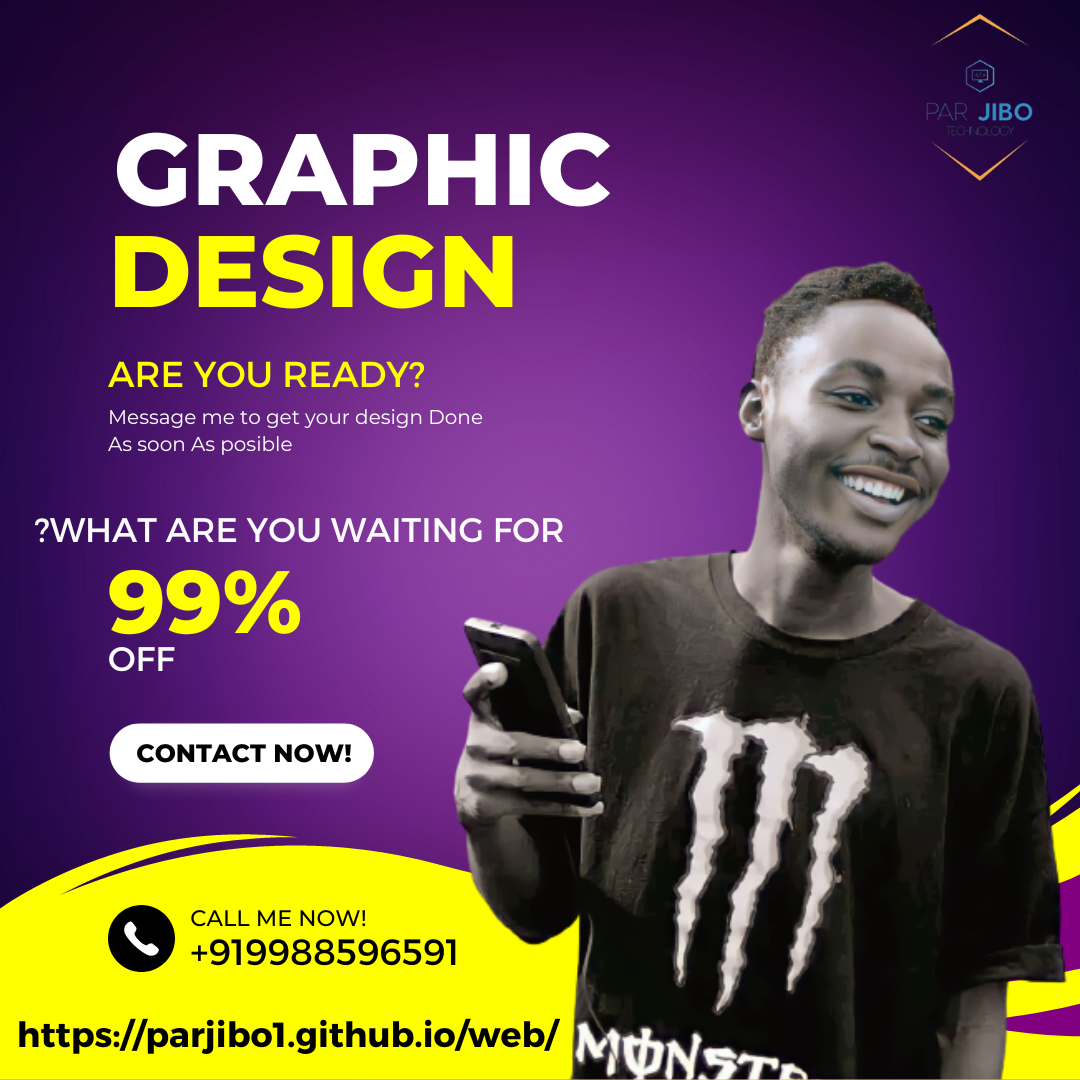 PAR JIBO
TECHNOLOGY
GRAPHIC
DESIGN
ARE YOU READY?
Message me to get your design Done
As soon As posible
?WHAT ARE YOU WAITING FOR
99%
OFF
CONTACT NOW!
CALL ME NOW!
+919988596591
https://parjibo1.github.io/web/